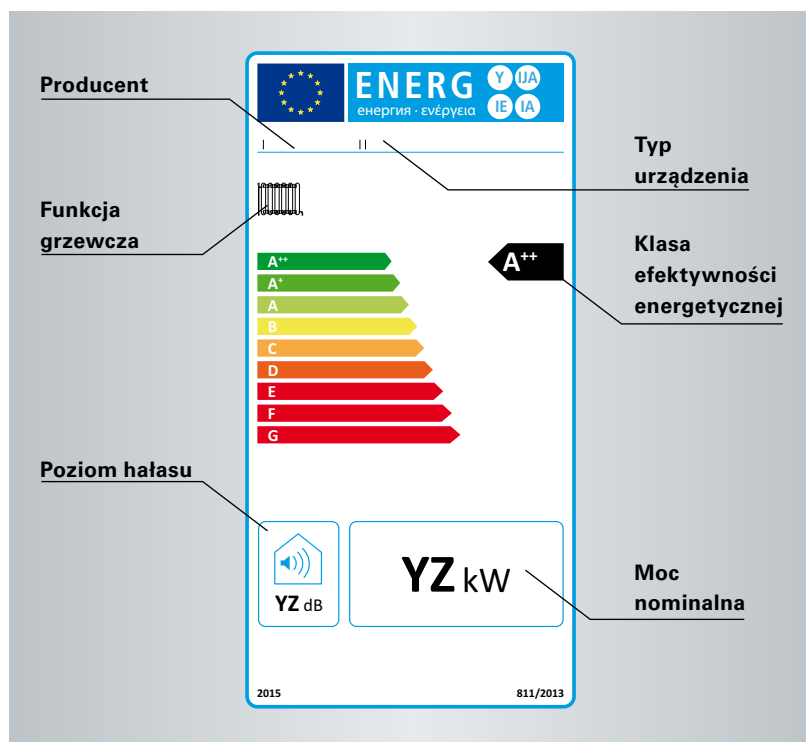 ENERG Y IJA
енергия · ενέργεια IE IA
Producent
I II
Typ
urządzenia
Funkcja
grzewcza
Klasa
efektywności
energetycznej
A++
A++
A+
A
B
C
D
E
F
G
Poziom hałasu
YZ dB
YZ kW
Moc
nominalna
2015 811/2013